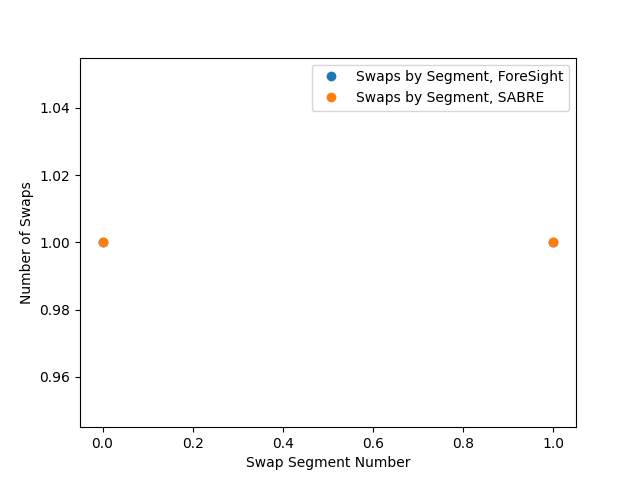 Swaps by Segment, ForeSight
Swaps by Segment, SABRE
1.04
1.02
1.00
0.98
0.96
Number of Swaps
0.0 0.2 0.4 0.6 0.8 1.0
Swap Segment Number